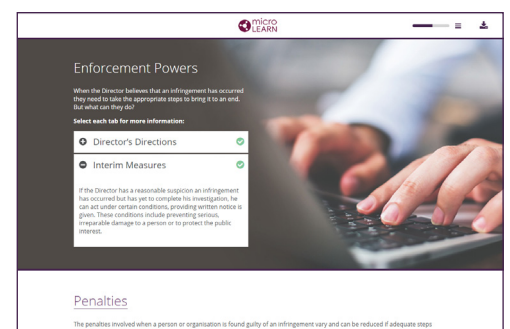 micro
LEARN
Enforcement Powers
When the Director believes that an infringement has occurred
they need to take the appropriate steps to bring it to an end.
But what can they do?
Select each tab for more information:
Director's Directions
Interim Measures
If the Director has a reasonable suspicion an infringement
has occurred but has yet to complete his investigation, he
can act under certain conditions, providing written notice is
given. These conditions include preventing serious,
irreparable damage to a person or to protect the public
interest.
Penalties
The penalties involved when a person or organisation is found guilty of an infringement vary and can be reduced if adequate steps